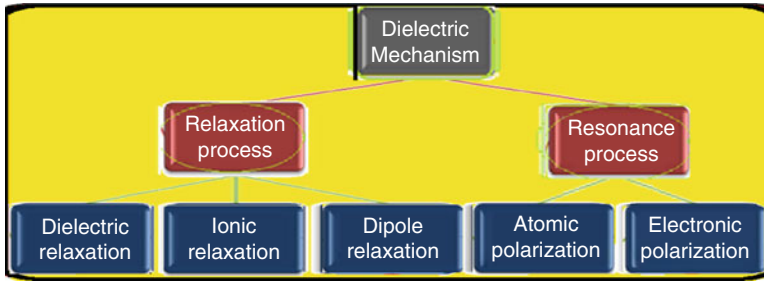 Dielectric
Mechanism
Relaxation
process
Resonance
process
Dielectric
relaxation
Ionic
relaxation
Dipole
relaxation
Atomic
polarization
Electronic
polarization